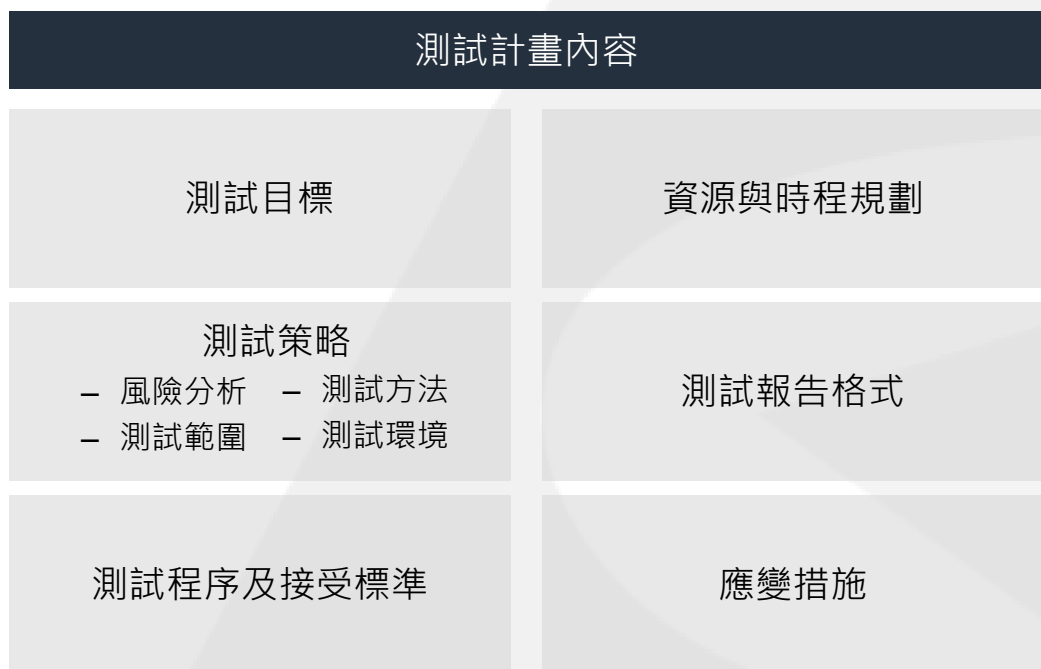 測試計畫內容
測試目標
資源與時程規劃
測試策略
– 風險分析 – 測試方法
– 測試範圍 – 測試環境
測試報告格式
測試程序及接受標準
應變措施